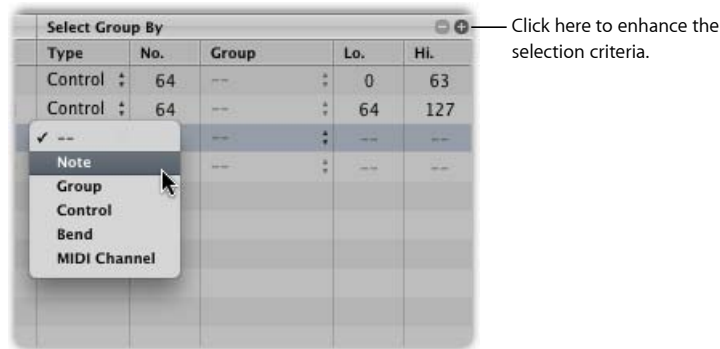 Select Group By
Click here to enhance the
selection criteria.
Type No. Group Lo. Hi.
Control 64 -- 0 63
Control 64 -- 64 127
✓ -- -- -- --
Note -- -- --
Group
Control
Bend
MIDI Channel